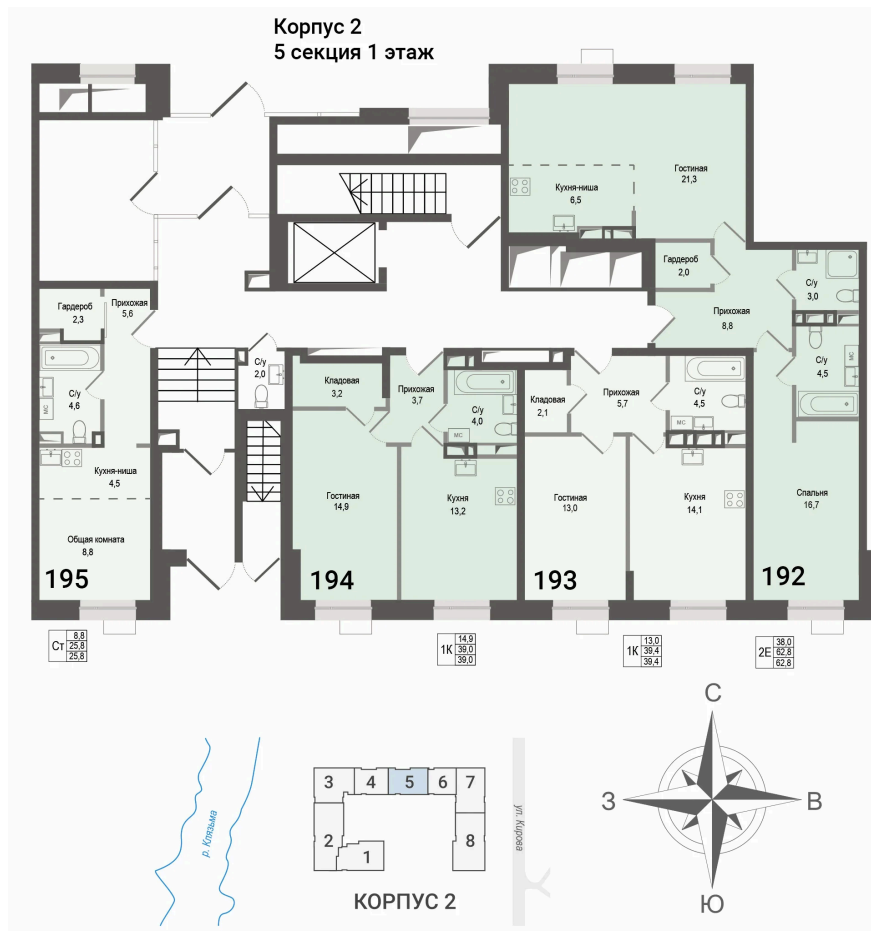 Корпус 2
5 секция 1 этаж
Гостиная
21,3
Кухня-ниша
6,5
Гардероб
2,0
С/у
3,0
Прихожая
8,8
С/у
4,5
МС
Спальня
16,7
192
Гардероб
2,3
Прихожая
5,6
С/у
4,6
МС
Кухня-ниша
4,5
Общая комната
8,8
195
С/у
2,0
Кладовая
3,2
Прихожая
3,7
С/у
4,0
МС
Гостиная
14,9
Кухня
13,2
194
Кладовая
2,1
Прихожая
5,7
С/у
4,5
МС
Гостиная
13,0
Кухня
14,1
193
Ст
8,8
25,8
25,8
1К
14,9
39,0
39,0
1К
13,0
39,4
39,4
2Е
38,0
62,8
62,8
р. Клязьма
3
4
5
6
7
2
1
8
КОРПУС 2
ул. Кирова
С
З
В
Ю